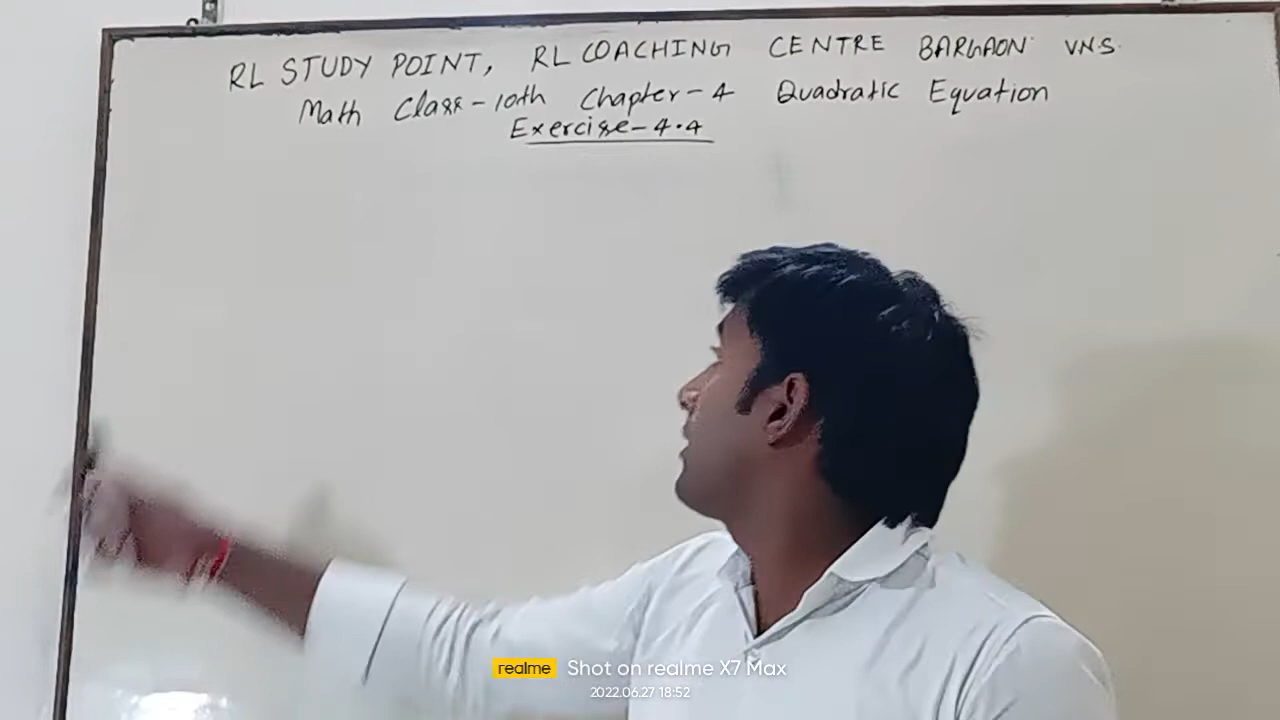 RL STUDY POINT, RL COACHING CENTRE BARGAON VNS.
Math Class-10th Chapter-4 Quadratic Equation
Exercise-4.4
realme Shot on realme X7 Max
2022.06.27 18:52